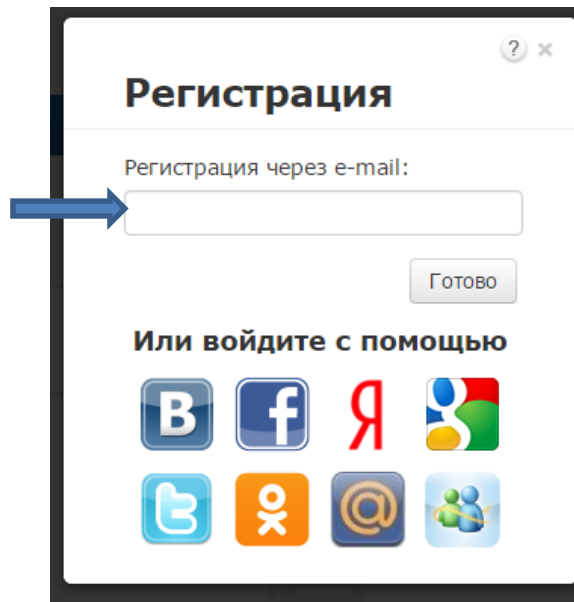 ?
Регистрация
Регистрация через e-mail:
Готово
Или войдите с помощью
В f Я g
t @